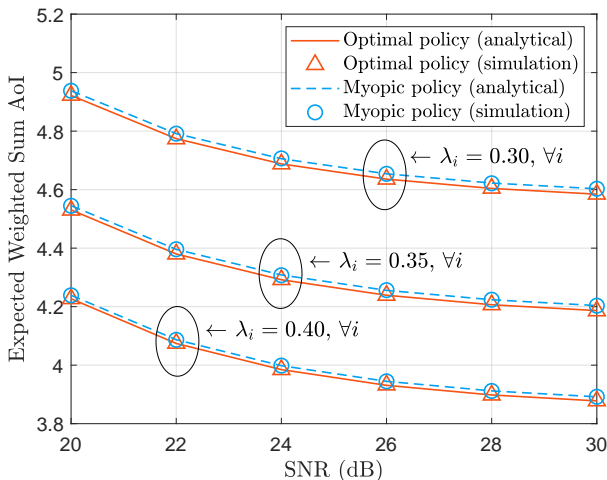 5.2
5
4.8
4.6
4.4
4.2
4
3.8
Expected Weighted Sum AoI
Optimal policy (analytical)
Optimal policy (simulation)
Myopic policy (analytical)
Myopic policy (simulation)
← λᵢ = 0.30, ∀i
← λᵢ = 0.35, ∀i
← λᵢ = 0.40, ∀i
20 22 24 26 28 30
SNR (dB)